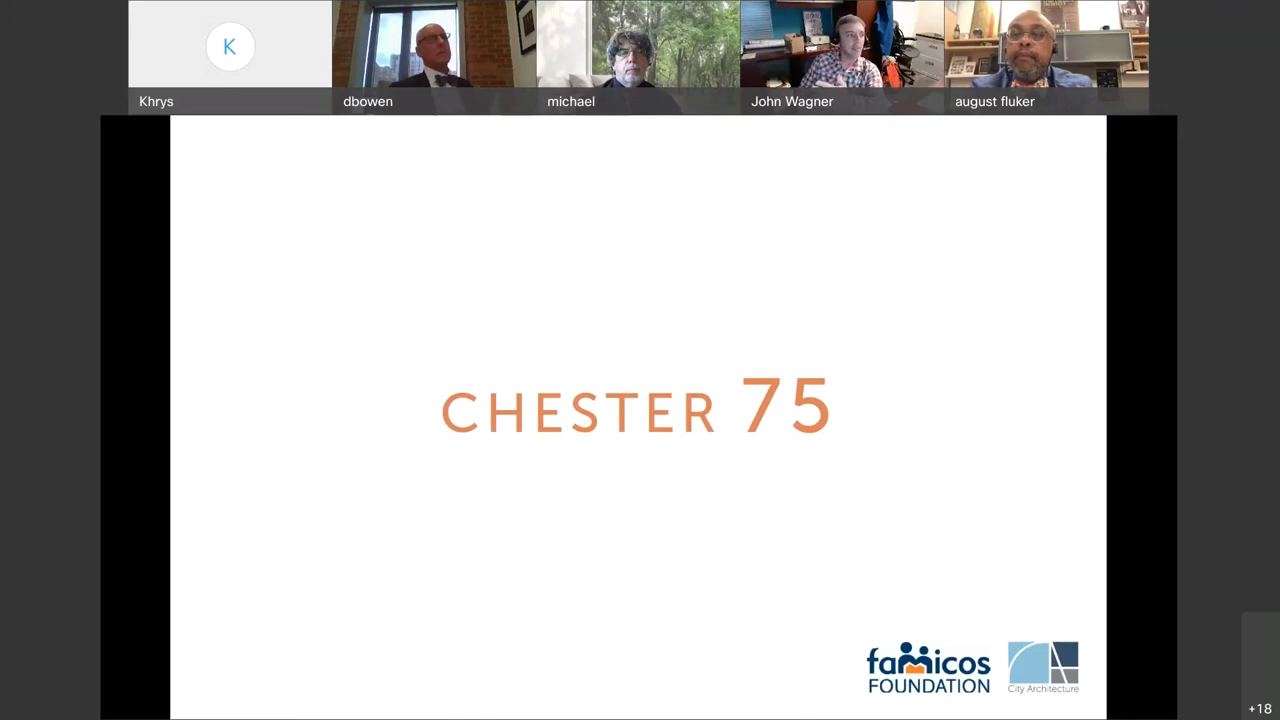 K
Khrys
dbowen
michael
John Wagner
august fluker
CHESTER 75
famicos
FOUNDATION
City Architecture
+18